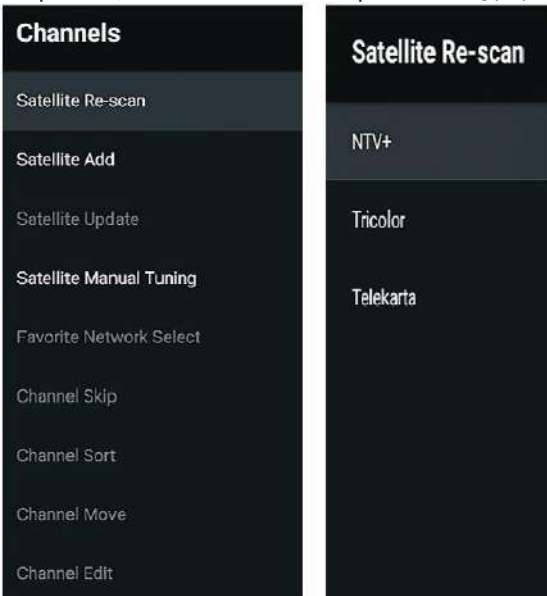 Channels
Satellite Re-scan
Satellite Add
Satellite Update
Satellite Manual Tuning
Favorite Network Select
Channel Skip
Channel Sort
Channel Move
Channel Edit
Satellite Re-scan
NTV+
Tricolor
Telekarta